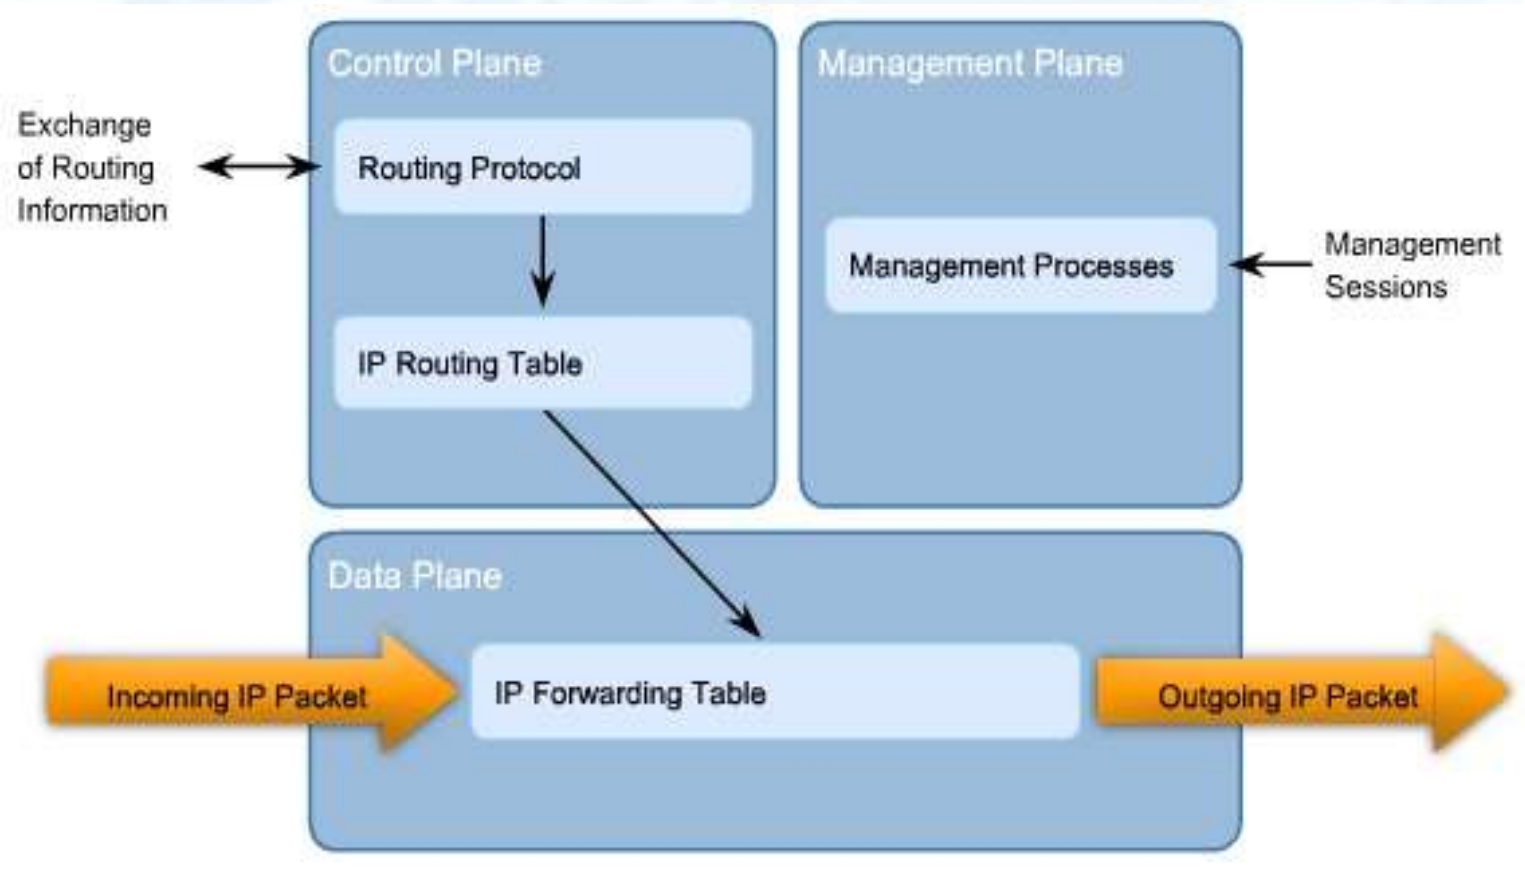 Control Plane
Management Plane
Exchange
of Routing
Information
Routing Protocol
Management Processes
Management
Sessions
IP Routing Table
Data Plane
Incoming IP Packet
IP Forwarding Table
Outgoing IP Packet